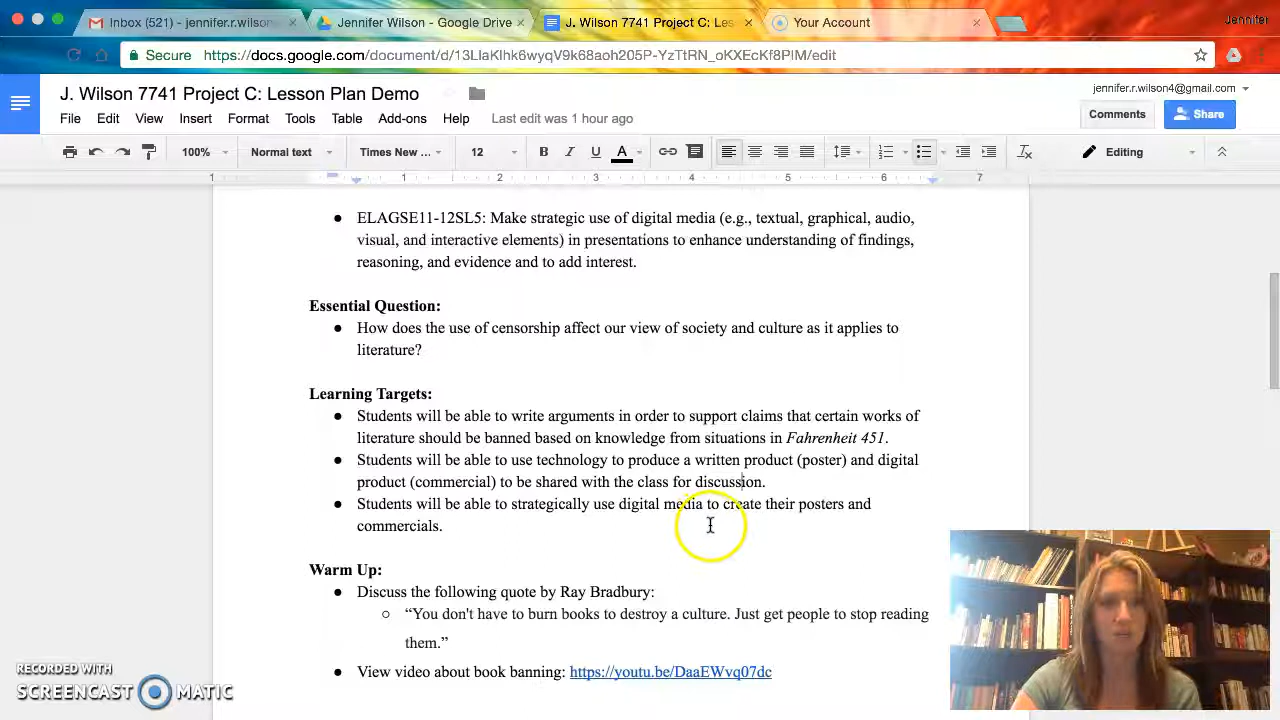 Inbox (521) - jennifer.r.wilson
Jennifer Wilson - Google Drive
J. Wilson 7741 Project C: Les
Your Account
Jennifer
Secure
https://docs.google.com/document/d/13LIaKlhk6wyqV9k68aoh205P-YzTtRN_oKXEcKf8PlM/edit
J. Wilson 7741 Project C: Lesson Plan Demo
jennifer.r.wilson4@gmail.com
File Edit View Insert Format Tools Table Add-ons Help Last edit was 1 hour ago
Comments
Share
100% Normal text Times New ... 12 B I U A Editing
1 1 2 3 4 5 6 7
● ELAGSE11-12SL5: Make strategic use of digital media (e.g., textual, graphical, audio,
visual, and interactive elements) in presentations to enhance understanding of findings,
reasoning, and evidence and to add interest.
Essential Question:
● How does the use of censorship affect our view of society and culture as it applies to
literature?
Learning Targets:
● Students will be able to write arguments in order to support claims that certain works of
literature should be banned based on knowledge from situations in Fahrenheit 451.
● Students will be able to use technology to produce a written product (poster) and digital
product (commercial) to be shared with the class for discussion.
● Students will be able to strategically use digital media to create their posters and
commercials.
Warm Up:
● Discuss the following quote by Ray Bradbury:
○ “You don't have to burn books to destroy a culture. Just get people to stop reading
them.”
● View video about book banning: https://youtu.be/DaaEWvq07dc
RECORDED WITH
SCREENCAST MATIC